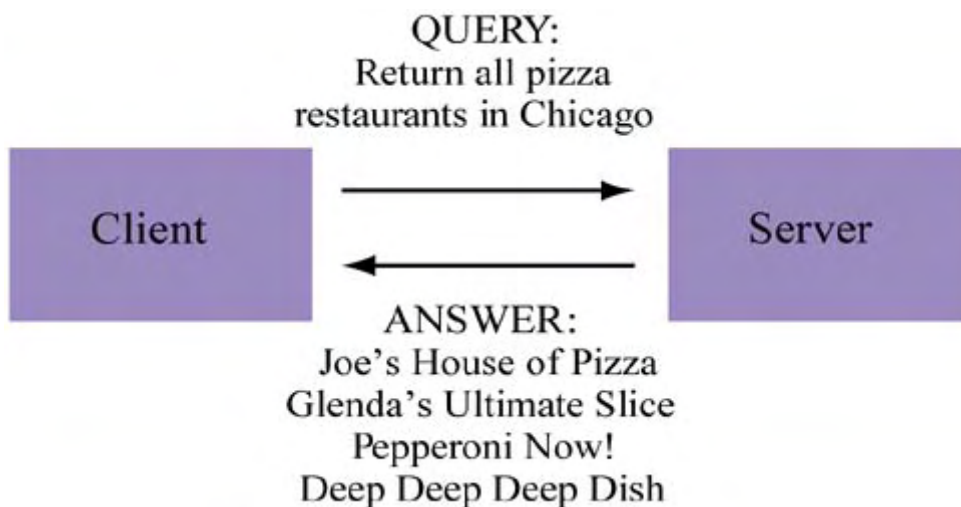 QUERY:
Return all pizza
restaurants in Chicago
Client
Server
ANSWER:
Joe’s House of Pizza
Glenda’s Ultimate Slice
Pepperoni Now!
Deep Deep Deep Dish